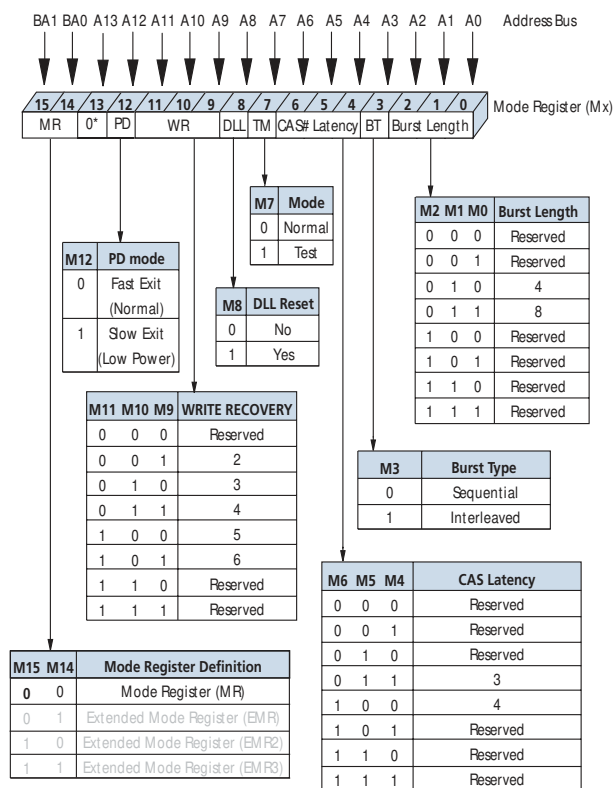 BA1 BA0 A13 A12 A11 A10 A9 A8 A7 A6 A5 A4 A3 A2 A1 A0 Address Bus
15 14 13 12 11 10 9 8 7 6 5 4 3 2 1 0 Mode Register (Mx)
MR 0* PD WR DLL TM CAS# Latency BT Burst Length
M7 Mode
0 Normal
1 Test
M2 M1 M0 Burst Length
0 0 0 Reserved
0 0 1 Reserved
0 1 0 4
0 1 1 8
1 0 0 Reserved
1 0 1 Reserved
1 1 0 Reserved
1 1 1 Reserved
M12 PD mode
0 Fast Exit
(Normal)
1 Slow Exit
(Low Power)
M8 DLL Reset
0 No
1 Yes
M11 M10 M9 WRITE RECOVERY
0 0 0 Reserved
0 0 1 2
0 1 0 3
0 1 1 4
1 0 0 5
1 0 1 6
1 1 0 Reserved
1 1 1 Reserved
M3 Burst Type
0 Sequential
1 Interleaved
M6 M5 M4 CAS Latency
0 0 0 Reserved
0 0 1 Reserved
0 1 0 Reserved
0 1 1 3
1 0 0 4
1 0 1 Reserved
1 1 0 Reserved
1 1 1 Reserved
M15 M14 Mode Register Definition
0 0 Mode Register (MR)
0 1 Extended Mode Register (EMR)
1 0 Extended Mode Register (EMR2)
1 1 Extended Mode Register (EMR3)